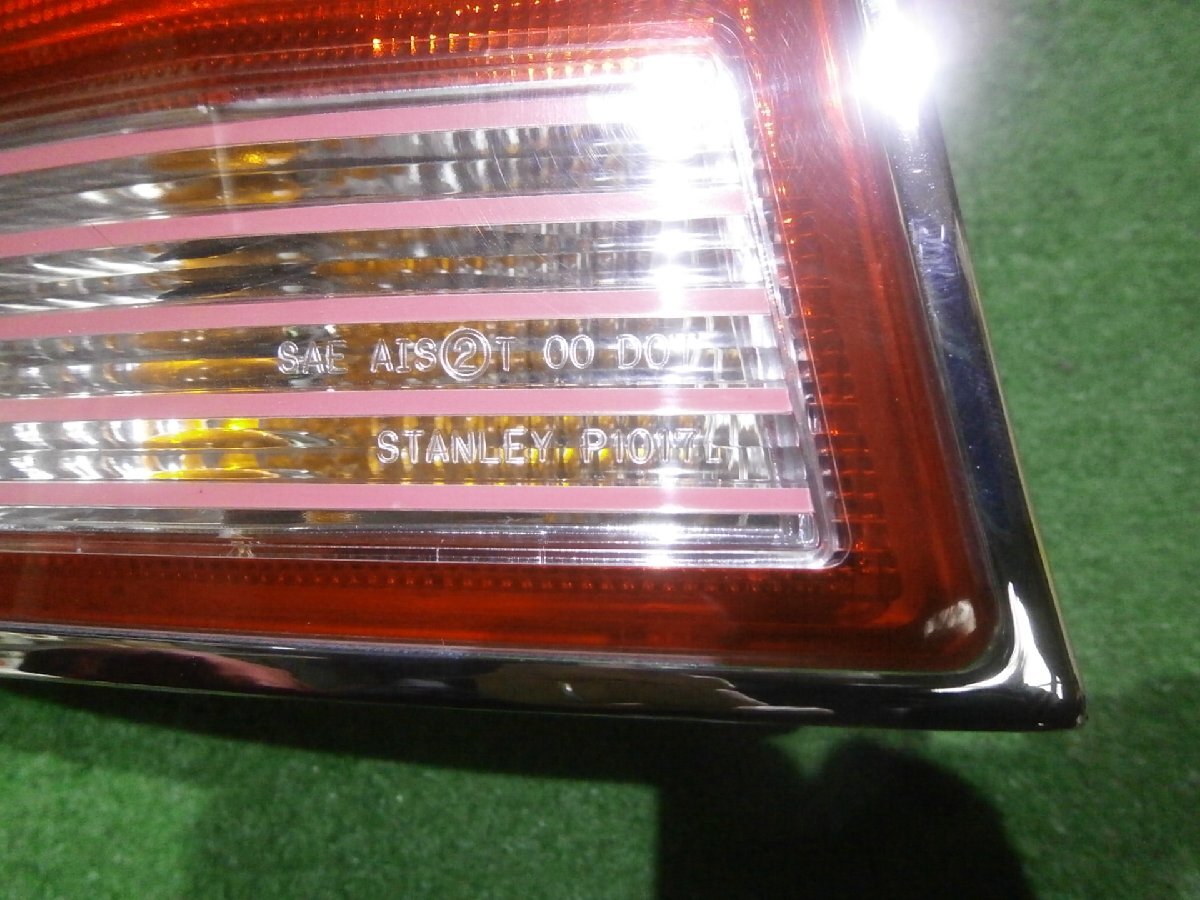 SAE AIS②T 00 DOT
STANLEY P1017L